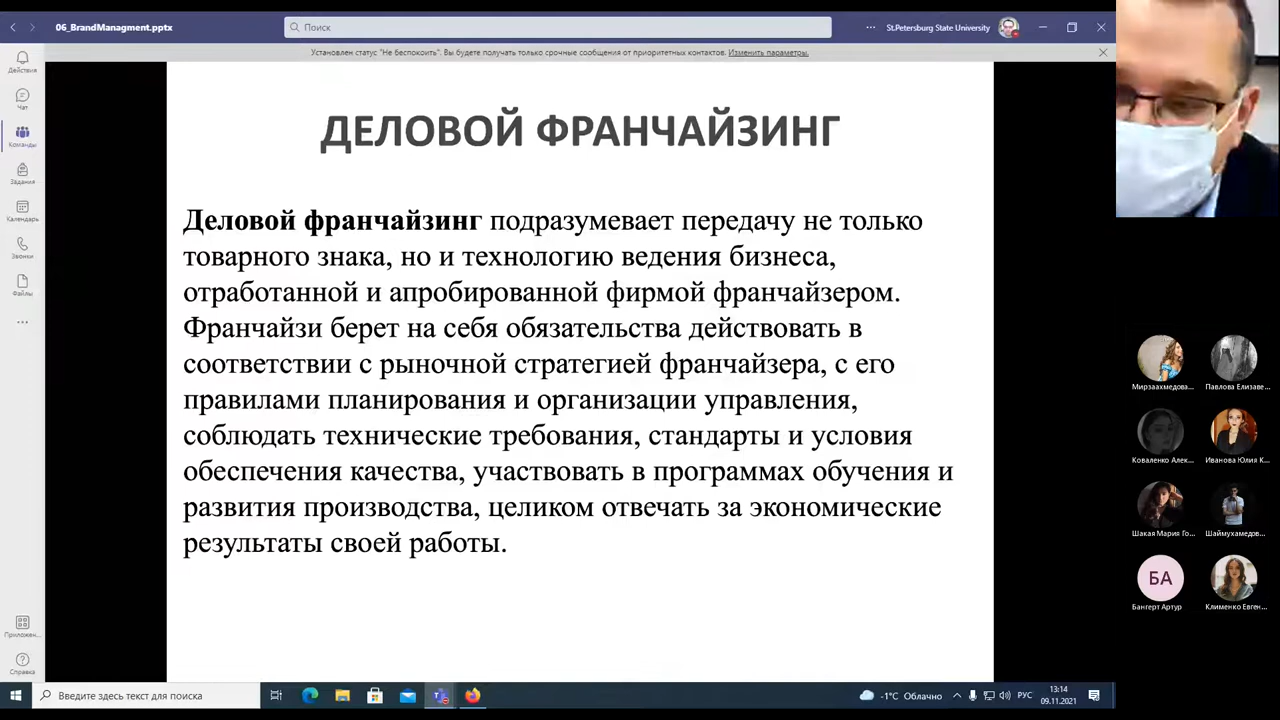 06_BrandManagment.pptx
Поиск
St.Petersburg State University
Установлен статус "Не беспокоить". Вы будете получать только срочные сообщения от приоритетных контактов. Изменить параметры.
Действия
Чат
Команды
Задания
Календарь
Звонки
Файлы
Приложен...
Справка
ДЕЛОВОЙ ФРАНЧАЙЗИНГ
Деловой франчайзинг подразумевает передачу не только
товарного знака, но и технологию ведения бизнеса,
отработанной и апробированной фирмой франчайзером.
Франчайзи берет на себя обязательства действовать в
соответствии с рыночной стратегией франчайзера, с его
правилами планирования и организации управления,
соблюдать технические требования, стандарты и условия
обеспечения качества, участвовать в программах обучения и
развития производства, целиком отвечать за экономические
результаты своей работы.
Мирзаахмедова...
Павлова Елизаве...
Коваленко Алек...
Иванова Юлия К...
Шакая Мария Го...
Шаймухамедов...
БА
Бангерт Артур
Клименко Евген...
Введите здесь текст для поиска
-1°C Облачно
РУС
13:14
09.11.2021